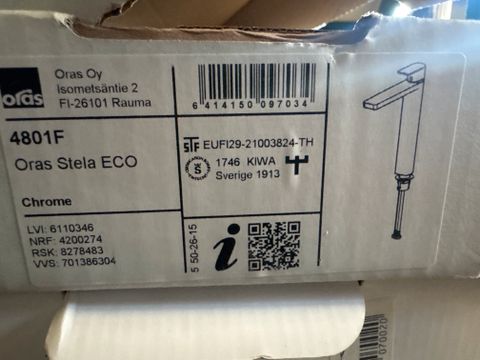 oras
Oras Oy
Isometsäntie 2
FI-26101 Rauma
4801F
Oras Stela ECO
Chrome
LVI: 6110346
NRF: 4200274
RSK: 8278483
VVS: 701386304
6 414150 097034
STF EUFI29-21003824-TH
1746 KIWA
Sverige 1913
5 50-26-15
i
070020